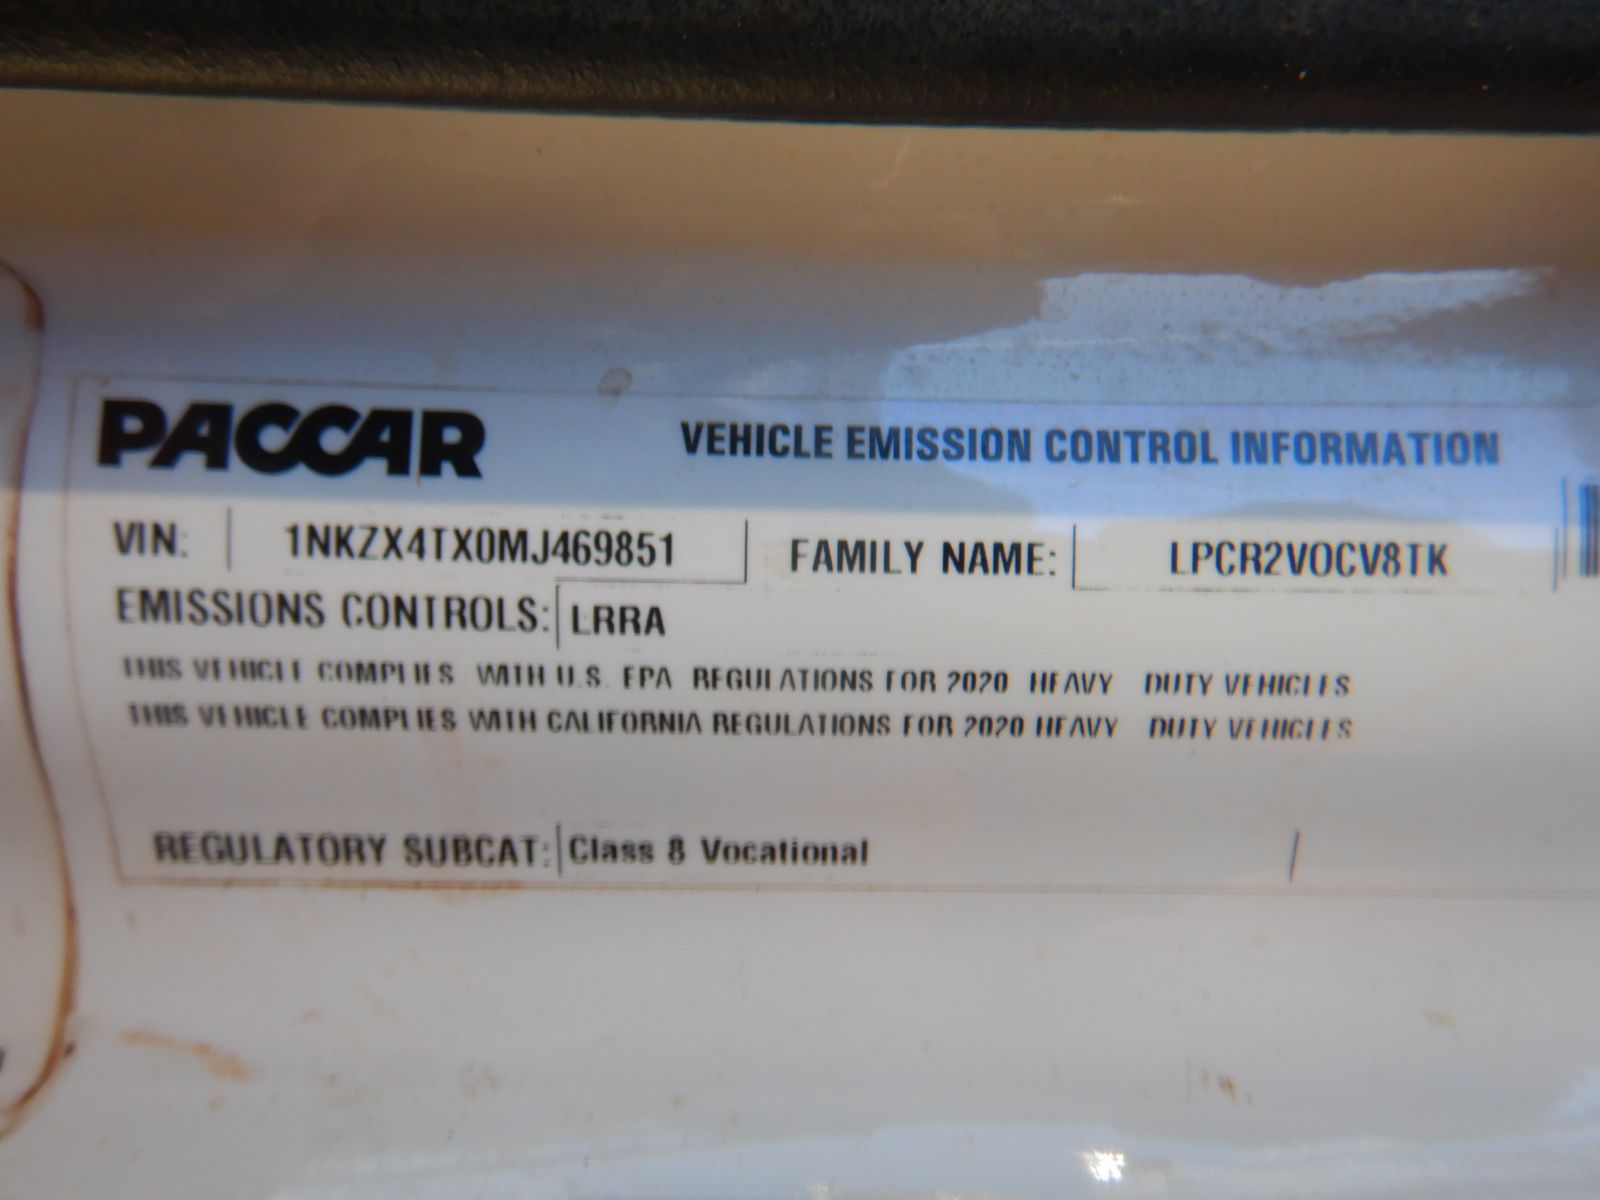 PACCAR VEHICLE EMISSION CONTROL INFORMATION
VIN: 1NKZX4TX0MJ469851 FAMILY NAME: LPCR2VOCV8TK
EMISSIONS CONTROLS: LRRA
THIS VEHICLE COMPLIES WITH U.S. EPA REGULATIONS FOR 2020 HEAVY DUTY VEHICLES
THIS VEHICLE COMPLIES WITH CALIFORNIA REGULATIONS FOR 2020 HEAVY DUTY VEHICLES
REGULATORY SUBCAT: Class 8 Vocational